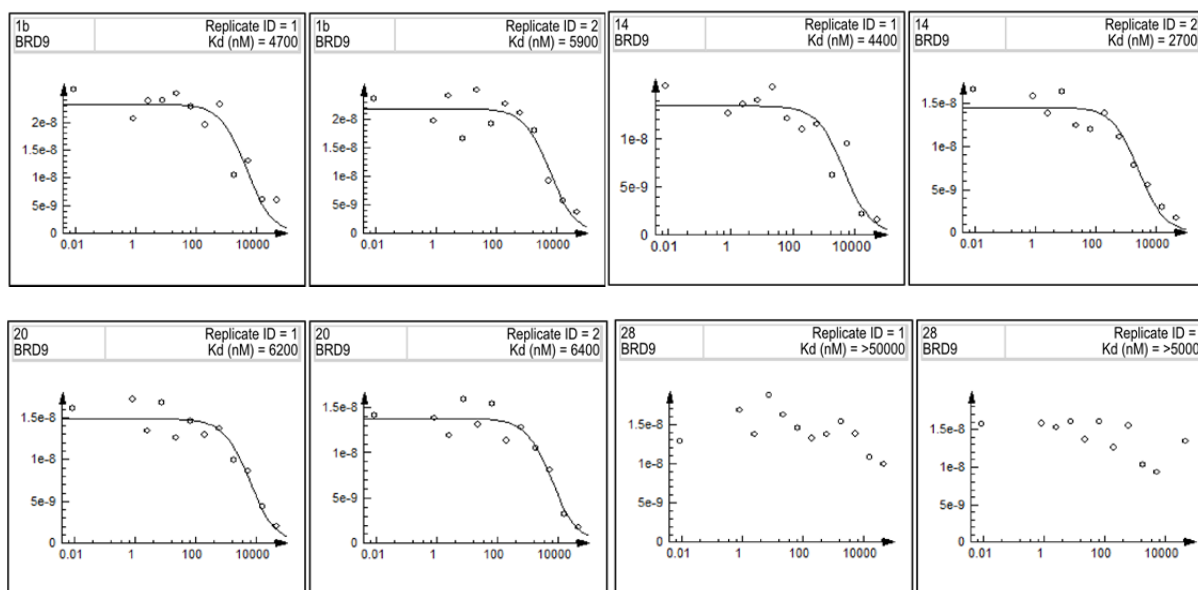 1b Replicate ID = 1
BRD9 Kd (nM) = 4700
2e-8
1.5e-8
1e-8
5e-9
0
0.01 1 100 10000
1b Replicate ID = 2
BRD9 Kd (nM) = 5900
2e-8
1.5e-8
1e-8
5e-9
0
0.01 1 100 10000
14 Replicate ID = 1
BRD9 Kd (nM) = 4400
1e-8
5e-9
0
0.01 1 100 10000
14 Replicate ID = 2
BRD9 Kd (nM) = 2700
1.5e-8
1e-8
5e-9
0
0.01 1 100 10000
20 Replicate ID = 1
BRD9 Kd (nM) = 6200
1.5e-8
1e-8
5e-9
0
0.01 1 100 10000
20 Replicate ID = 2
BRD9 Kd (nM) = 6400
1.5e-8
1e-8
5e-9
0
0.01 1 100 10000
28 Replicate ID = 1
BRD9 Kd (nM) = >50000
1.5e-8
1e-8
5e-9
0
0.01 1 100 10000
28 Replicate ID =
BRD9 Kd (nM) = >5000
1.5e-8
1e-8
5e-9
0
0.01 1 100 10000